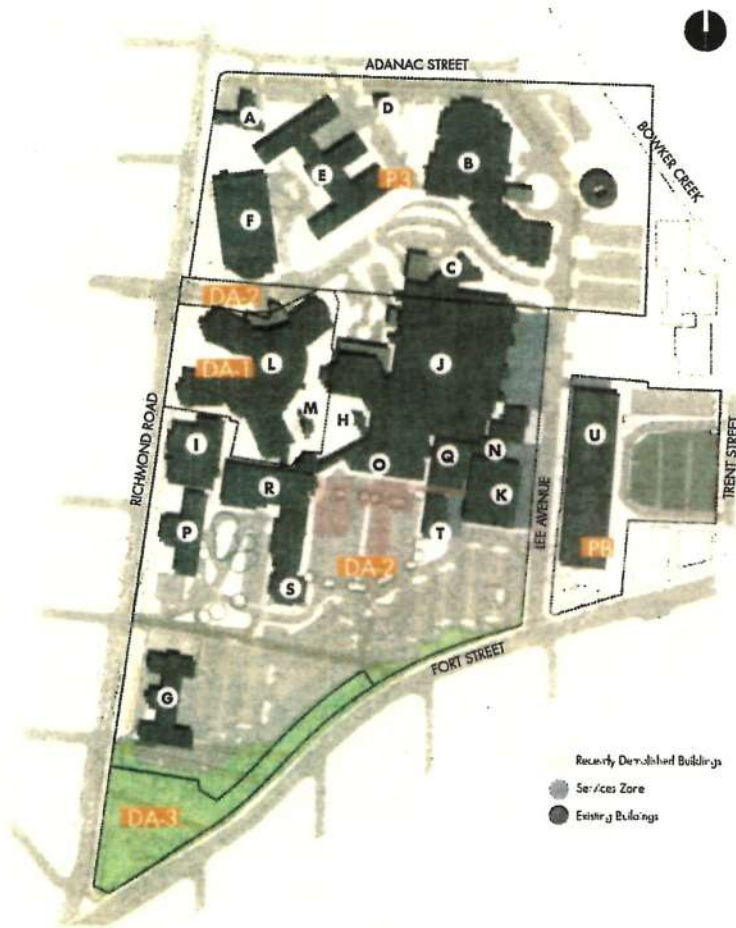 ADANAC STREET
BOWKER CREEK
A
D
B
E
P3
F
C
DA-2
L
J
DA-1
M
H
RICHMOND ROAD
I
O
Q
N
U
R
K
LEE AVENUE
TRENT STREET
P
T
DA-2
S
FORT STREET
G
DA-3
Recently Demolished Buildings
Services Zone
Existing Buildings